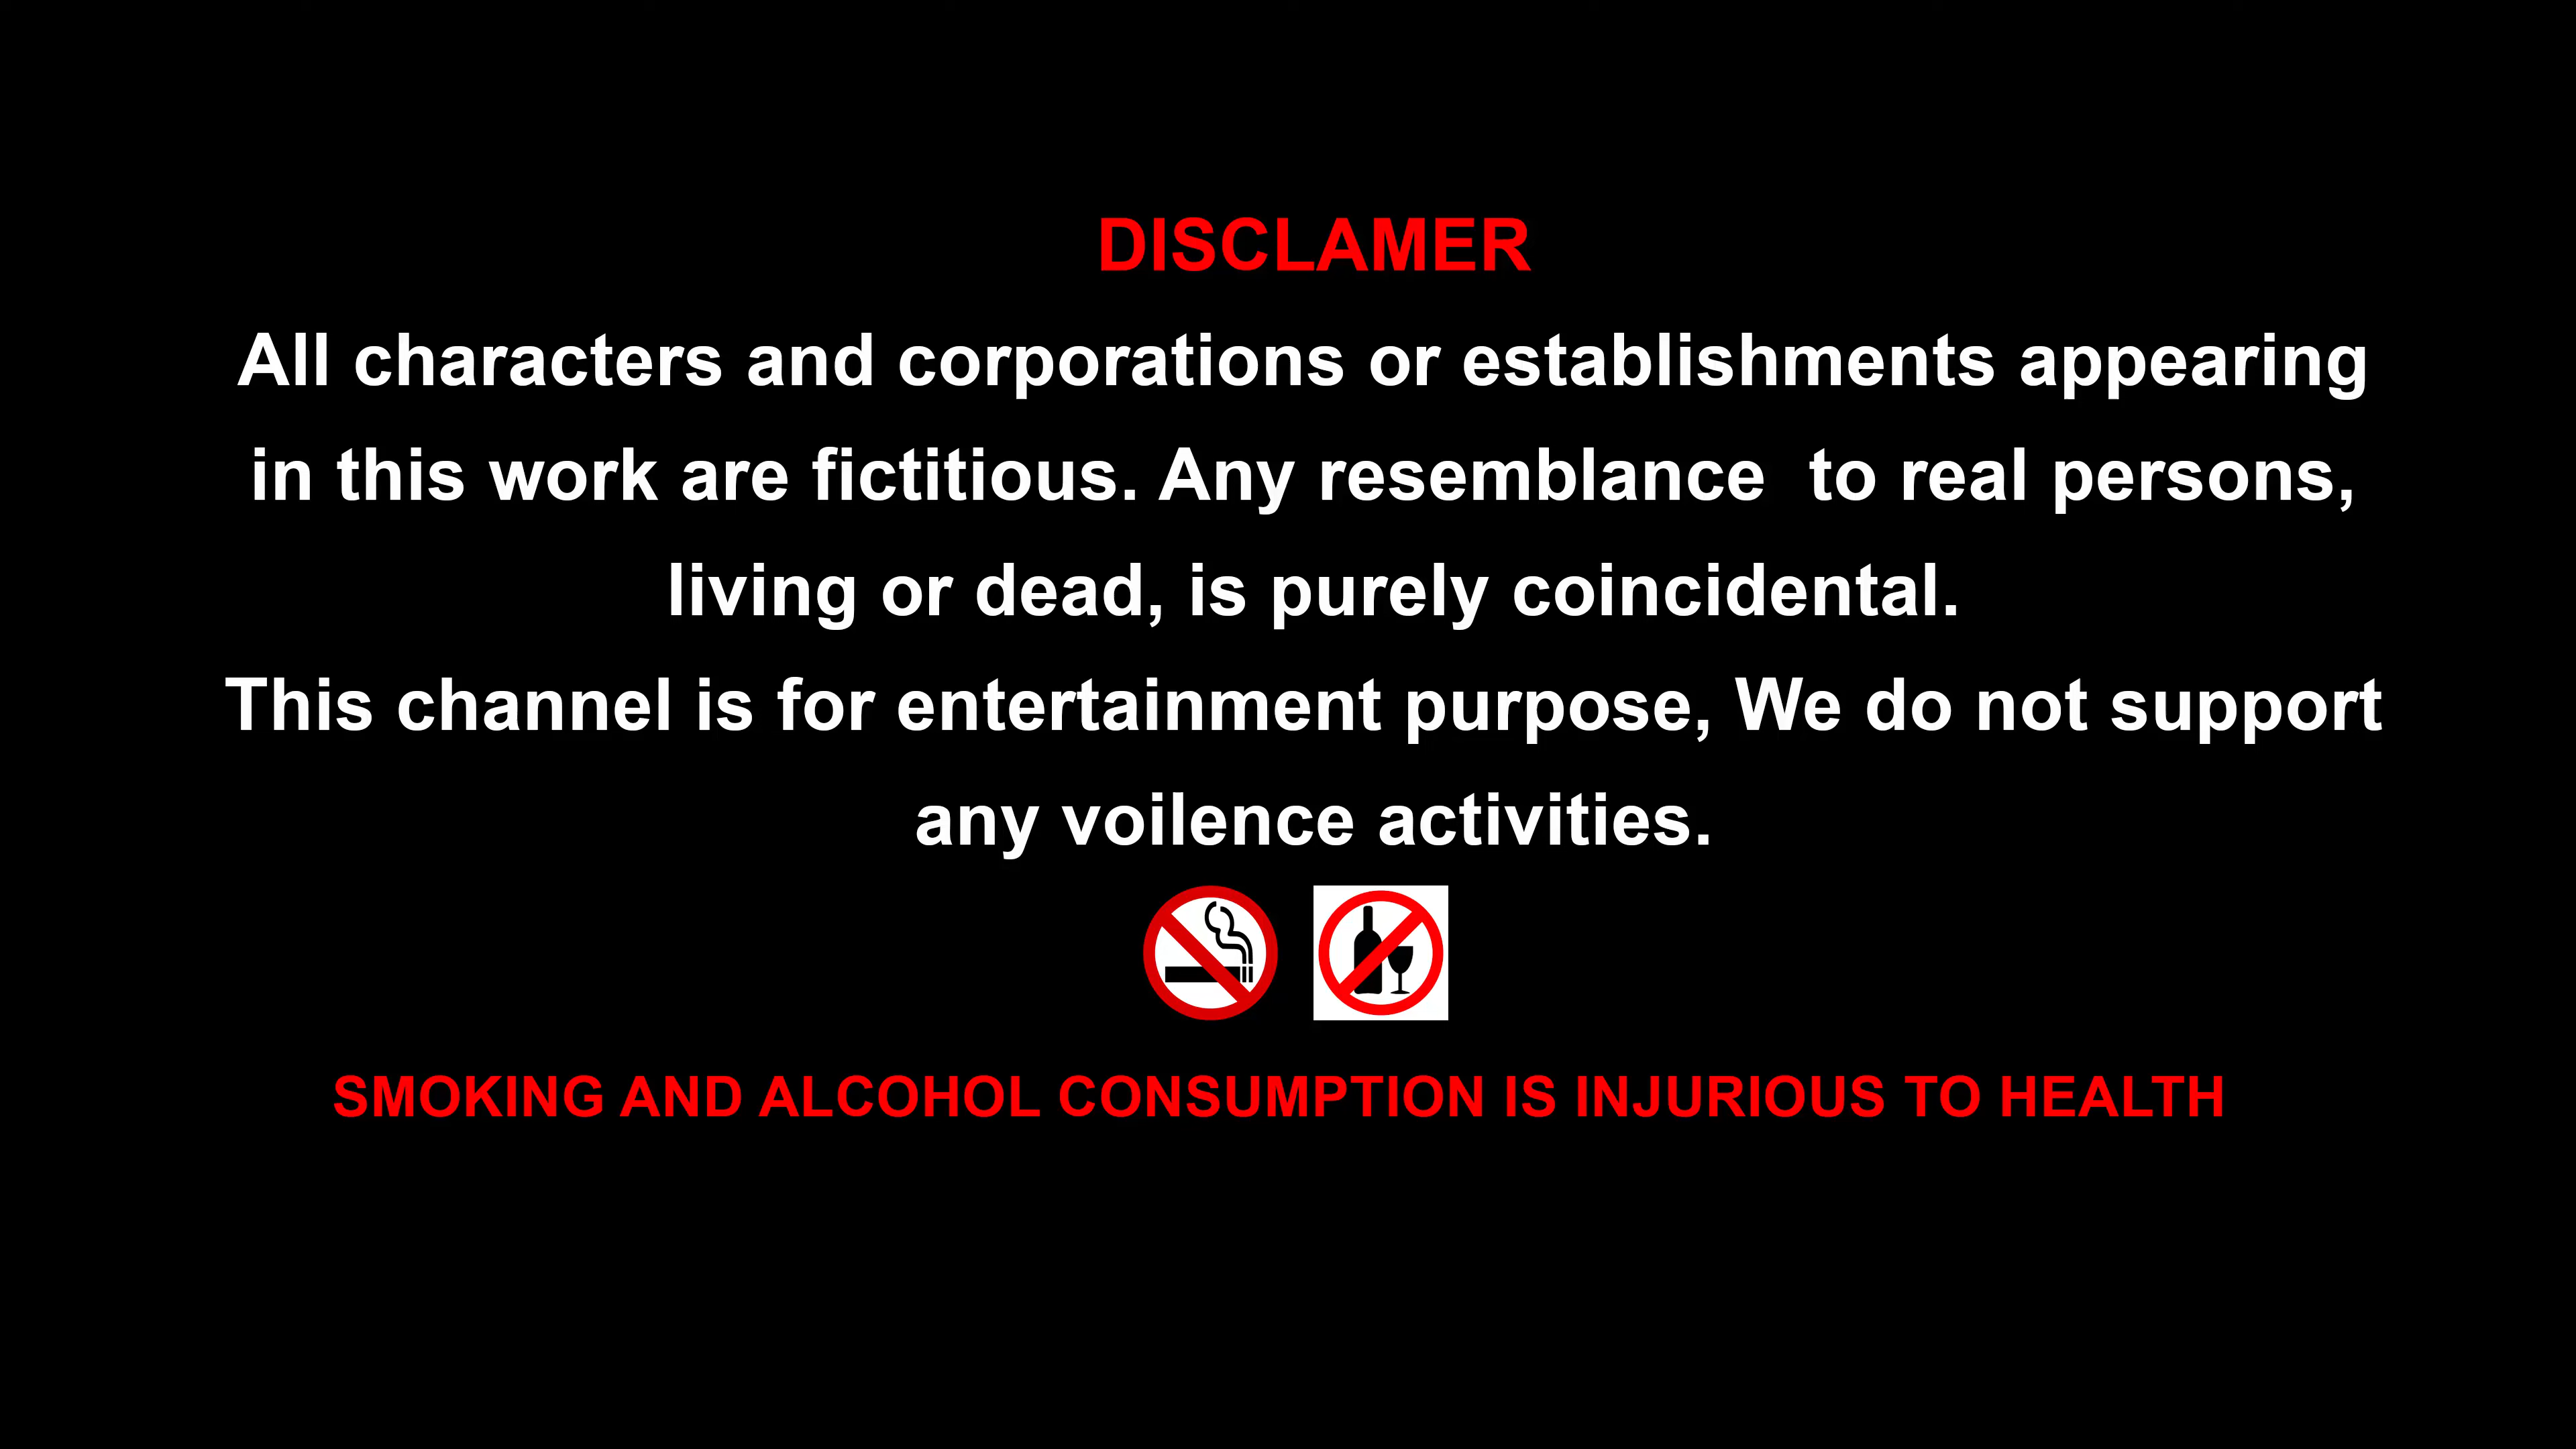 DISCLAMER
All characters and corporations or establishments appearing
in this work are fictitious. Any resemblance  to real persons,
living or dead, is purely coincidental.
This channel is for entertainment purpose, We do not support
any voilence activities.
SMOKING AND ALCOHOL CONSUMPTION IS INJURIOUS TO HEALTH